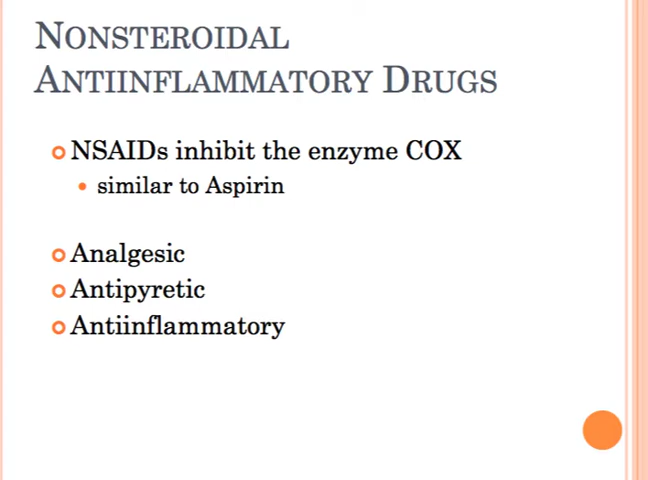 Nonsteroidal
Antiinflammatory Drugs
NSAIDs inhibit the enzyme COX
similar to Aspirin
Analgesic
Antipyretic
Antiinflammatory